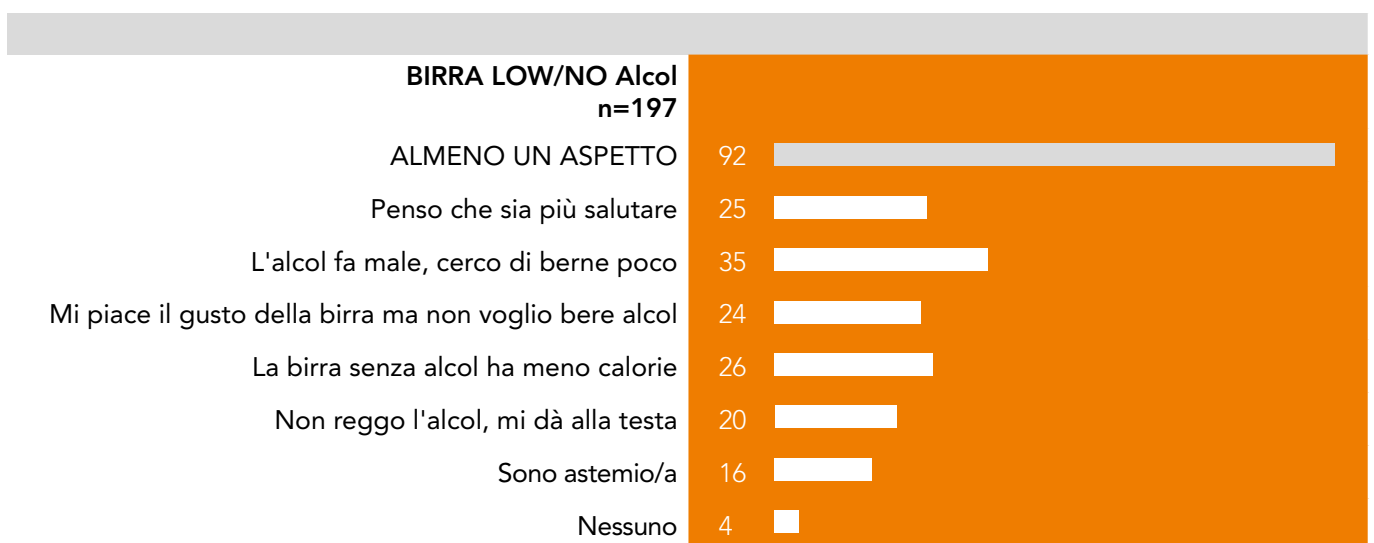 BIRRA LOW/NO Alcol
n=197
ALMENO UN ASPETTO 92
Penso che sia più salutare 25
L'alcol fa male, cerco di berne poco 35
Mi piace il gusto della birra ma non voglio bere alcol 24
La birra senza alcol ha meno calorie 26
Non reggo l'alcol, mi dà alla testa 20
Sono astemio/a 16
Nessuno 4